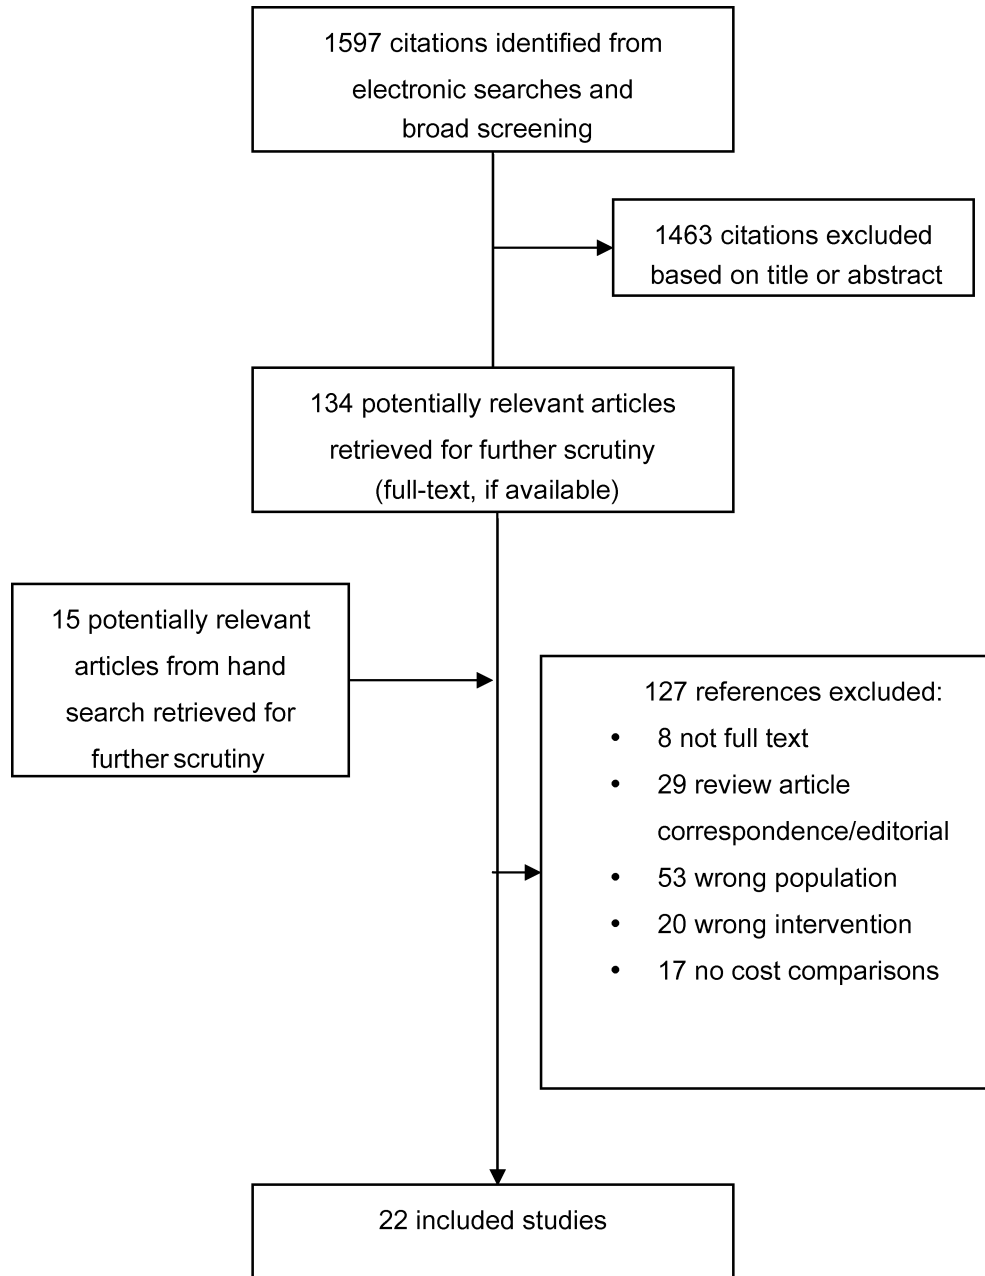 1597 citations identified from
electronic searches and
broad screening
1463 citations excluded
based on title or abstract
134 potentially relevant articles
retrieved for further scrutiny
(full-text, if available)
15 potentially relevant
articles from hand
search retrieved for
further scrutiny
127 references excluded:
• 8 not full text
• 29 review article
correspondence/editorial
• 53 wrong population
• 20 wrong intervention
• 17 no cost comparisons
22 included studies